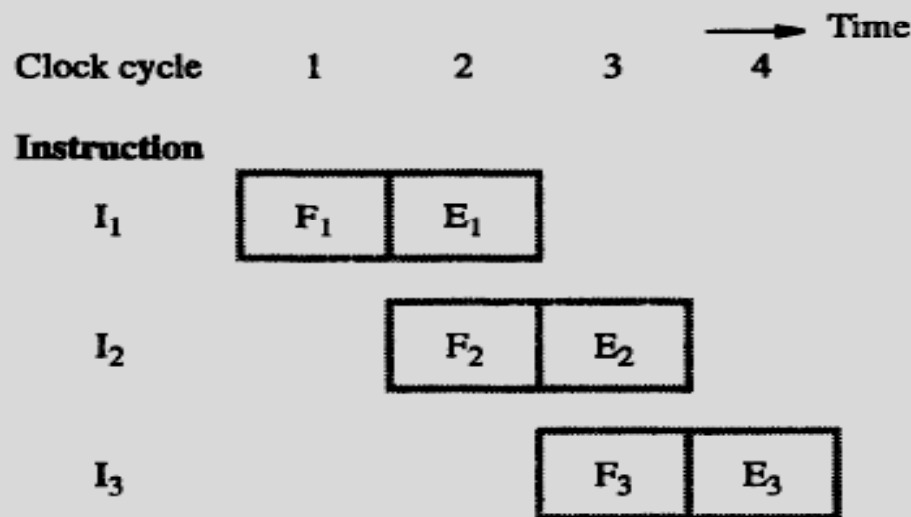 Time
Clock cycle 1 2 3 4
Instruction
I₁ F₁ E₁
I₂ F₂ E₂
I₃ F₃ E₃